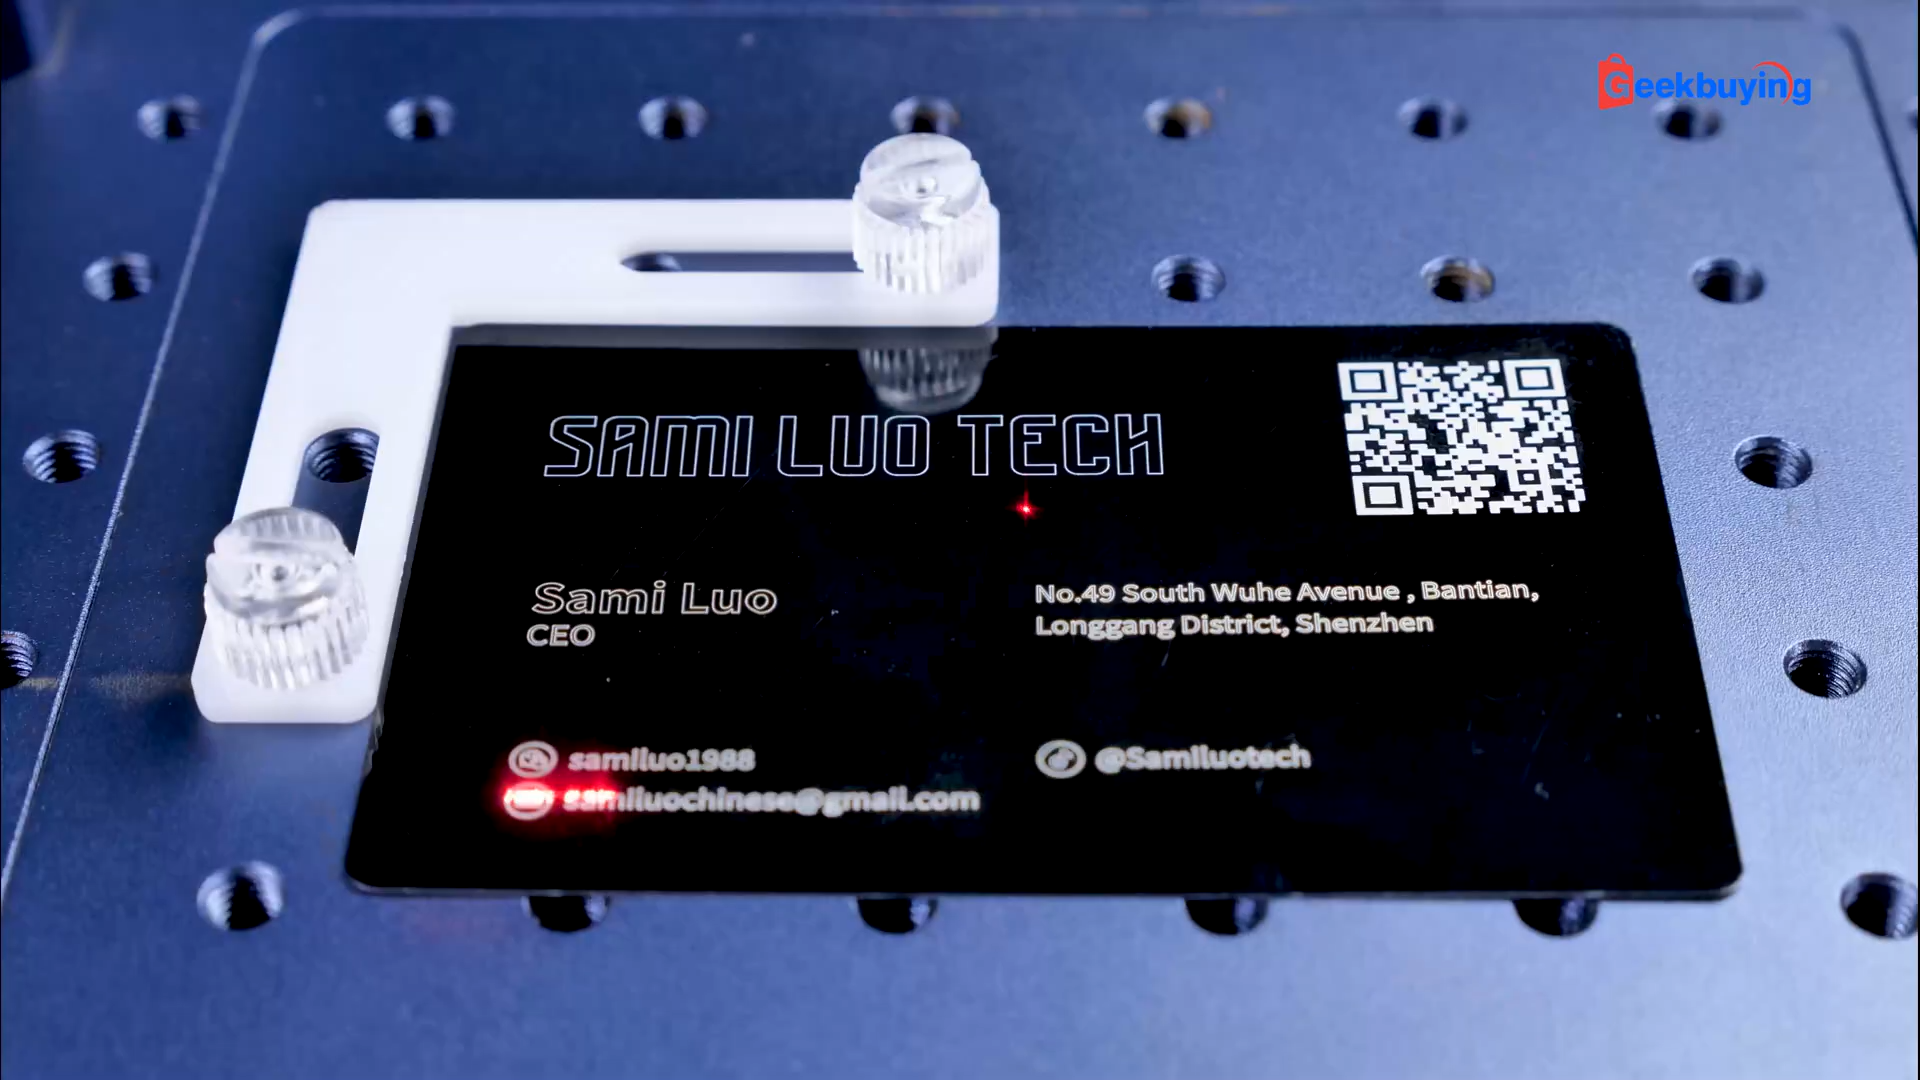 Geekbuying
SAMI LUO TECH
Sami Luo
CEO
No.49 South Wuhe Avenue , Bantian,
Longgang District, Shenzhen
samiluo1988
@Samiluotech
samiluochinese@gmail.com